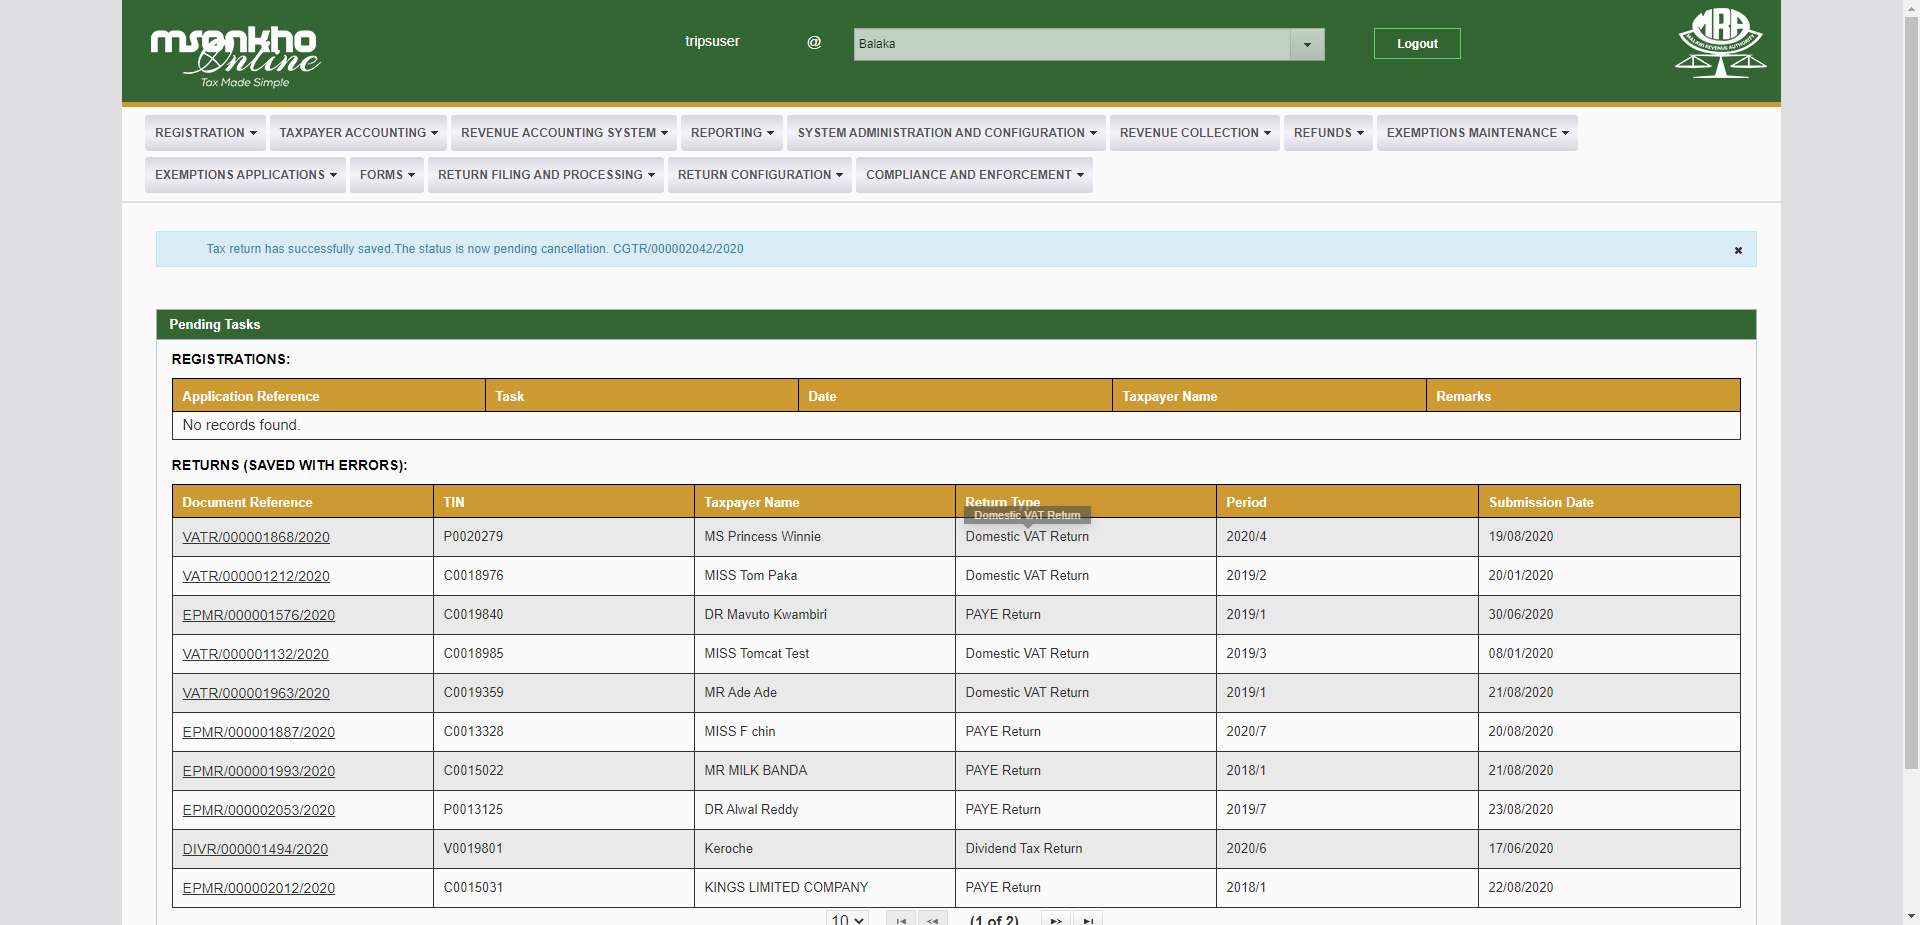 msonkho
Online
Tax Made Simple
tripsuser @ Balaka Logout
MRA
MALAWI REVENUE AUTHORITY
REGISTRATION TAXPAYER ACCOUNTING REVENUE ACCOUNTING SYSTEM REPORTING SYSTEM ADMINISTRATION AND CONFIGURATION REVENUE COLLECTION REFUNDS EXEMPTIONS MAINTENANCE
EXEMPTIONS APPLICATIONS FORMS RETURN FILING AND PROCESSING RETURN CONFIGURATION COMPLIANCE AND ENFORCEMENT
Tax return has successfully saved.The status is now pending cancellation. CGTR/000002042/2020
Pending Tasks
REGISTRATIONS:
Application Reference Task Date Taxpayer Name Remarks
No records found.
RETURNS (SAVED WITH ERRORS):
Document Reference TIN Taxpayer Name Return Type Period Submission Date
Domestic VAT Return
VATR/000001868/2020 P0020279 MS Princess Winnie Domestic VAT Return 2020/4 19/08/2020
VATR/000001212/2020 C0018976 MISS Tom Paka Domestic VAT Return 2019/2 20/01/2020
EPMR/000001576/2020 C0019840 DR Mavuto Kwambiri PAYE Return 2019/1 30/06/2020
VATR/000001132/2020 C0018985 MISS Tomcat Test Domestic VAT Return 2019/3 08/01/2020
VATR/000001963/2020 C0019359 MR Ade Ade Domestic VAT Return 2019/1 21/08/2020
EPMR/000001887/2020 C0013328 MISS F chin PAYE Return 2020/7 20/08/2020
EPMR/000001993/2020 C0015022 MR MILK BANDA PAYE Return 2018/1 21/08/2020
EPMR/000002053/2020 P0013125 DR Alwal Reddy PAYE Return 2019/7 23/08/2020
DIVR/000001494/2020 V0019801 Keroche Dividend Tax Return 2020/6 17/06/2020
EPMR/000002012/2020 C0015031 KINGS LIMITED COMPANY PAYE Return 2018/1 22/08/2020
10 (1 of 2)